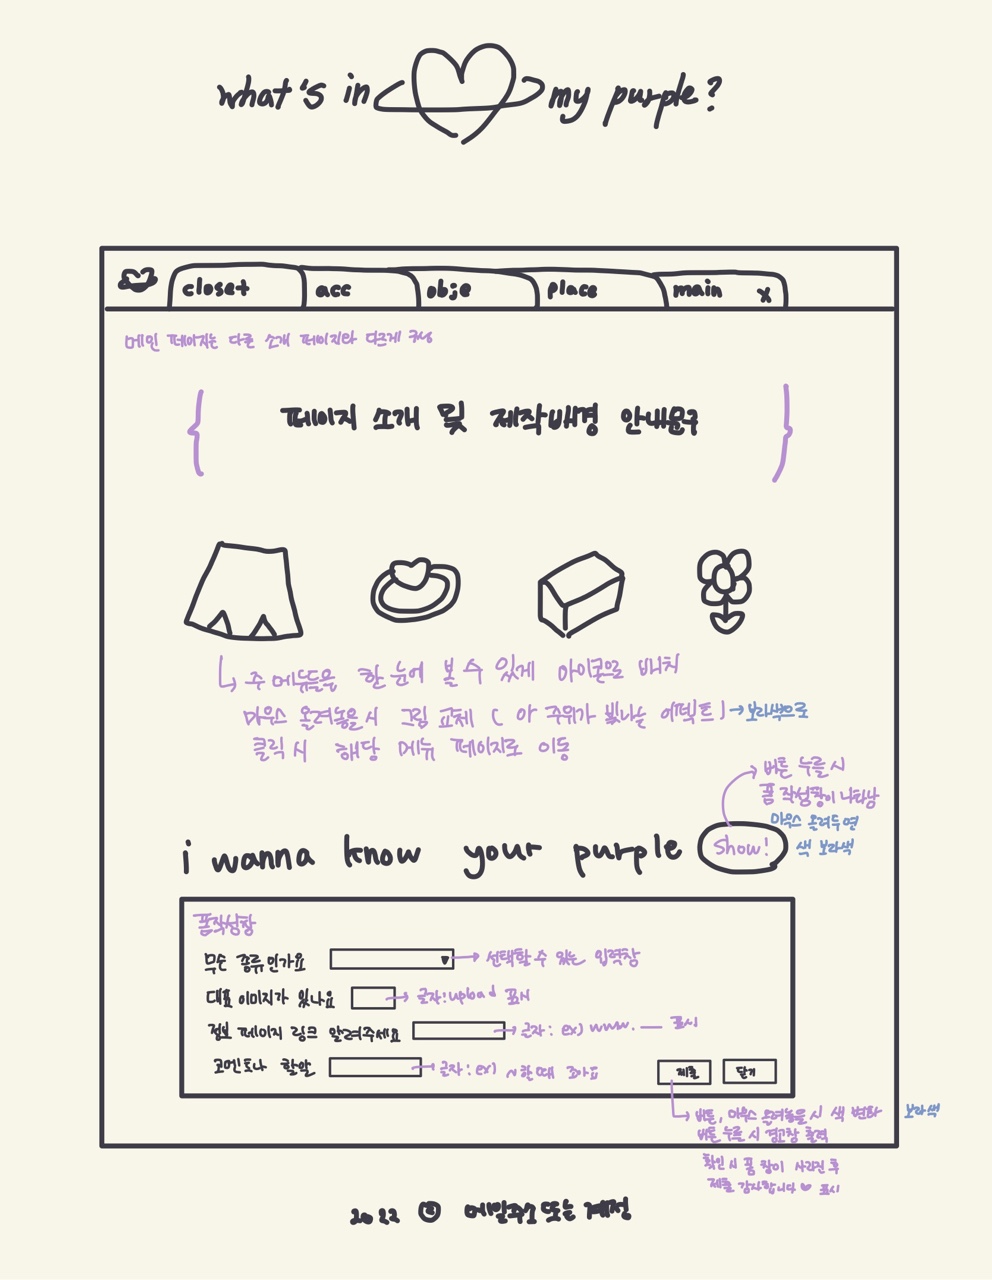 what's in my purple?
closet acc obje place main x
메인 페이지는 다른 소개 페이지와 다르게 구성
페이지 소개 및 제작배경 안내문구
주 메뉴들을 한 눈에 볼 수 있게 아이콘으로 배치
마우스 올려놓을 시 그림 교체 ( or 주위가 빛나는 이펙트 ) → 보라색으로
클릭 시 해당 메뉴 페이지로 이동
버튼 누를 시
폼 작성창이 나타남
마우스 올려두면
색 보라색
i wanna know your purple show!
폼작성창
무슨 종류인가요 → 선택할 수 있는 입력창
대표 이미지가 있나요 → 글자: upload 표시
정보 페이지 링크 알려주세요 → 글자: ex) www. — 표시
코멘트나 할말 → 글자: ex) ~한데 좋아요
제출 닫기
버튼, 마우스 올려놓을 시 색 변화 보라색
버튼 누를 시 경고창 출력
확인 시 폼 창이 사라진 후
제출 감사합니다 ♥ 표시
2022 메일주소 또는 계정